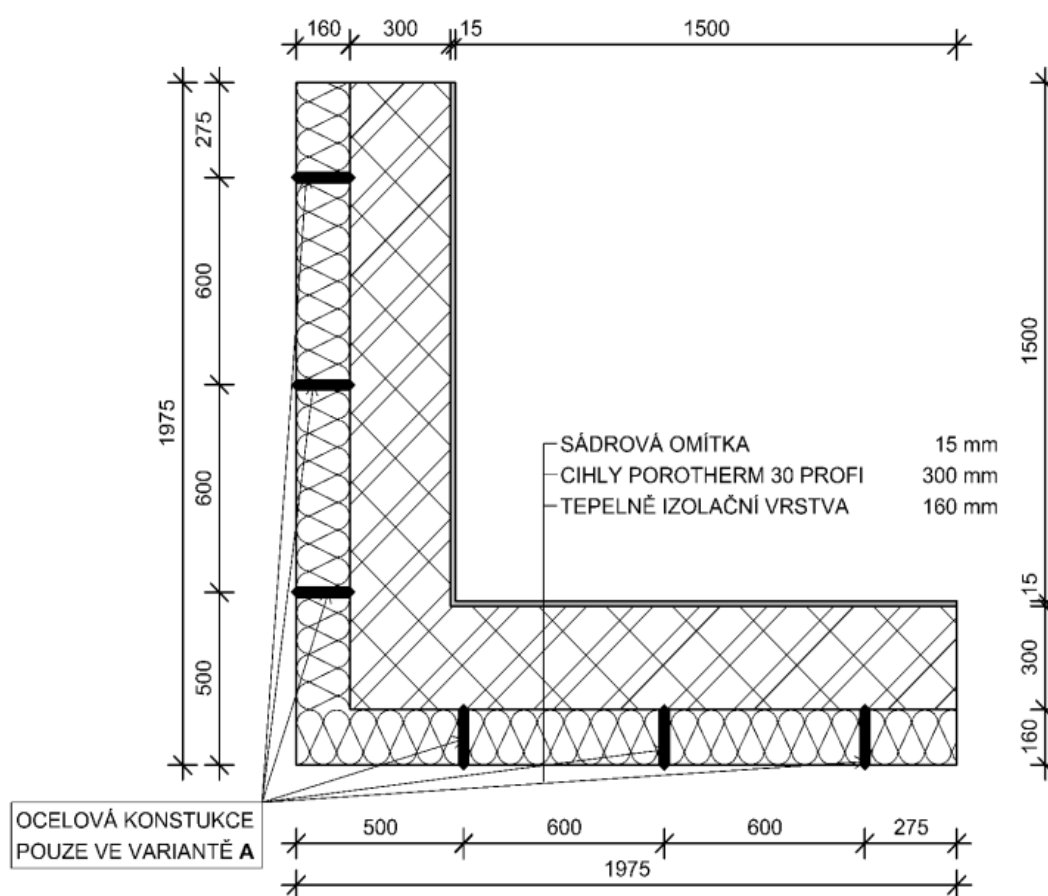 160 300 15 1500
275
600
600
500
1975
1500
15
300
160
SÁDROVÁ OMÍTKA 15 mm
CIHLY POROTHERM 30 PROFI 300 mm
TEPELNĚ IZOLAČNÍ VRSTVA 160 mm
OCELOVÁ KONSTUKCE
POUZE VE VARIANTĚ A
500 600 600 275
1975